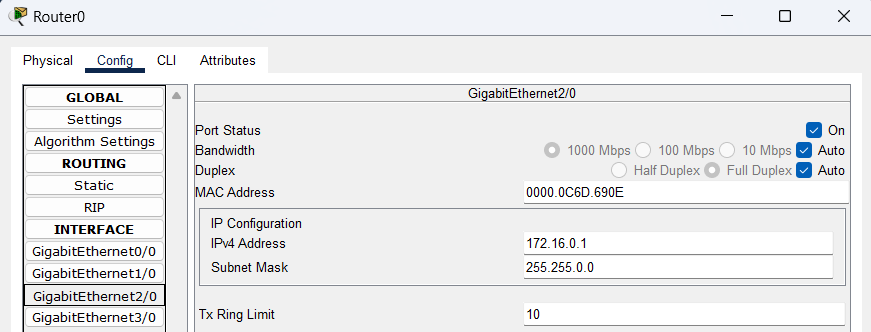 Router0
Physical Config CLI Attributes
GLOBAL
Settings
Algorithm Settings
ROUTING
Static
RIP
INTERFACE
GigabitEthernet0/0
GigabitEthernet1/0
GigabitEthernet2/0
GigabitEthernet3/0
GigabitEthernet2/0
Port Status On
Bandwidth 1000 Mbps 100 Mbps 10 Mbps Auto
Duplex Half Duplex Full Duplex Auto
MAC Address 0000.0C6D.690E
IP Configuration
IPv4 Address 172.16.0.1
Subnet Mask 255.255.0.0
Tx Ring Limit 10